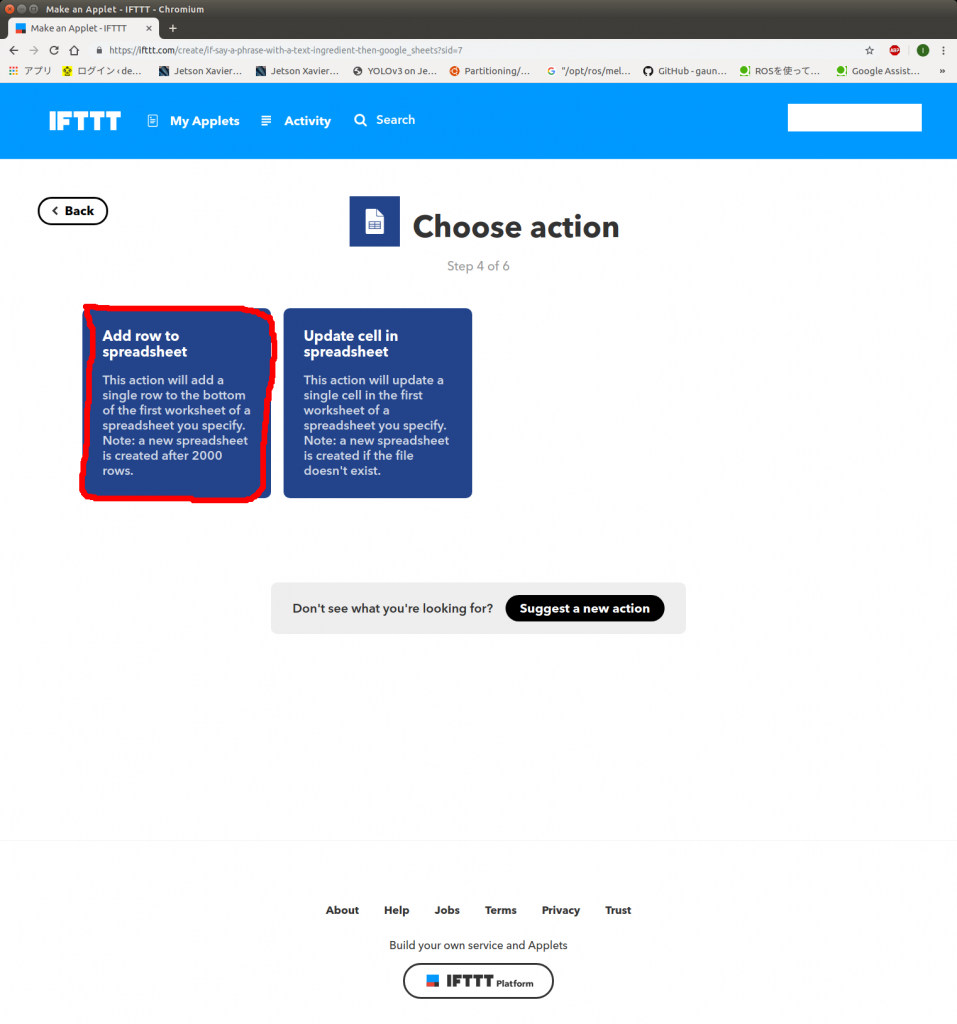 Make an Applet - IFTTT - Chromium
Make an Applet - IFTTT
https://ifttt.com/create/if-say-a-phrase-with-a-text-ingredient-then-google_sheets?sid=7
ABP
I
アプリ
ログイン ‹ de…
Jetson Xavier…
Jetson Xavier…
YOLOv3 on Je…
Partitioning/…
"/opt/ros/mel…
GitHub - gaun…
ROSを使って…
Google Assist…
»
IFTTT
My Applets
Activity
Search
Back
Choose action
Step 4 of 6
Add row to
spreadsheet
This action will add a
single row to the bottom
of the first worksheet of a
spreadsheet you specify.
Note: a new spreadsheet
is created after 2000
rows.
Update cell in
spreadsheet
This action will update a
single cell in the first
worksheet of a
spreadsheet you specify.
Note: a new spreadsheet
is created if the file
doesn't exist.
Don't see what you're looking for?
Suggest a new action
About
Help
Jobs
Terms
Privacy
Trust
Build your own service and Applets
IFTTT Platform